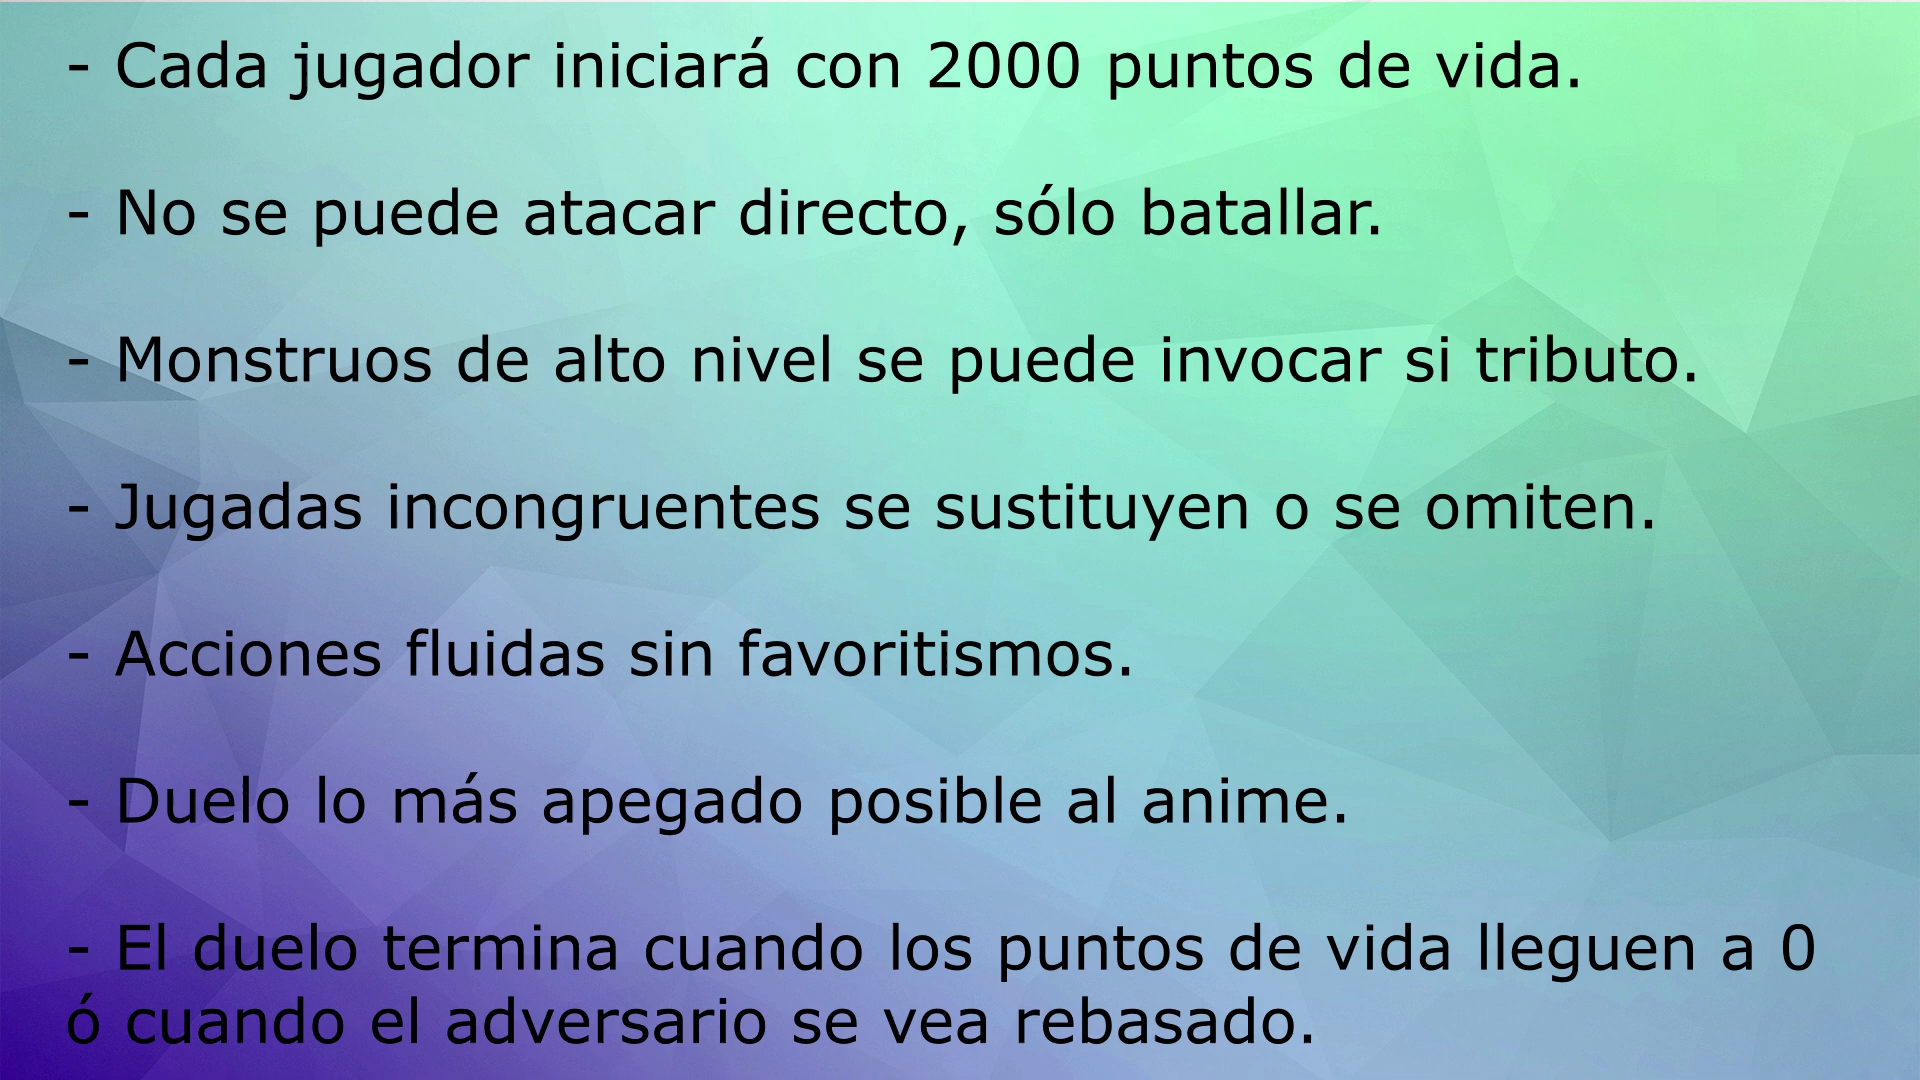 - Cada jugador iniciará con 2000 puntos de vida.
- No se puede atacar directo, sólo batallar.
- Monstruos de alto nivel se puede invocar si tributo.
- Jugadas incongruentes se sustituyen o se omiten.
- Acciones fluidas sin favoritismos.
- Duelo lo más apegado posible al anime.
- El duelo termina cuando los puntos de vida lleguen a 0
ó cuando el adversario se vea rebasado.